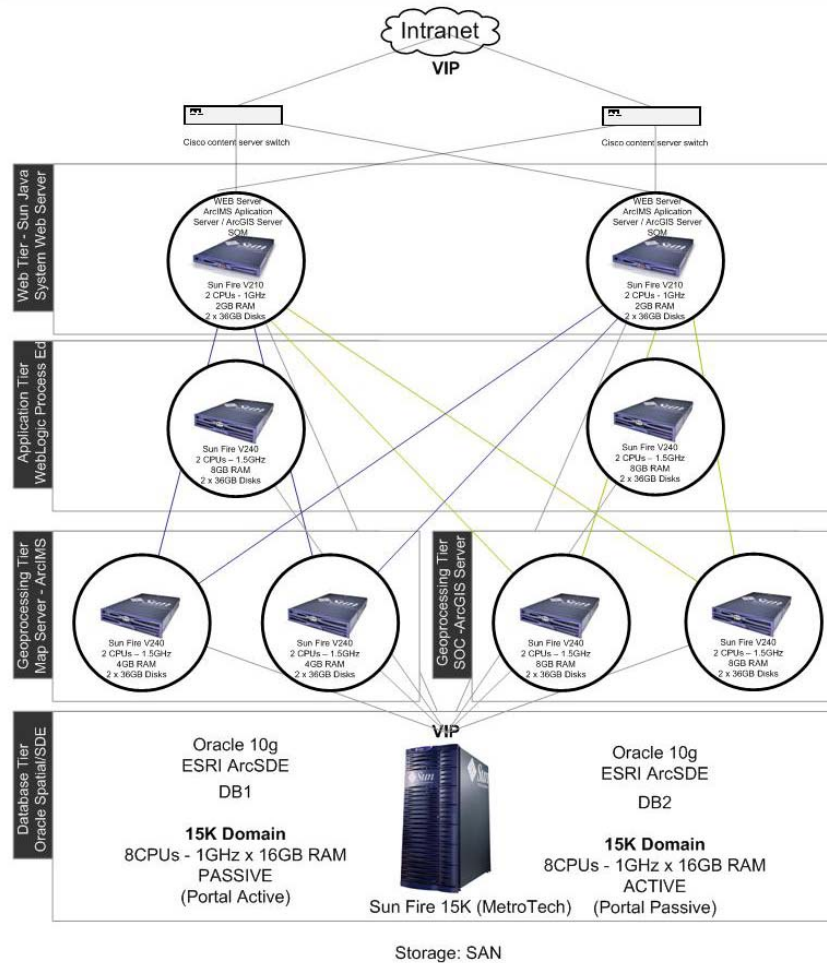 Intranet
VIP
Cisco content server switch
Cisco content server switch
Web Tier - Sun Java
System Web Server
WEB Server
ArcIMS Aplication
Server / ArcGIS Server
SOM
Sun
Sun Fire V210
2 CPUs - 1GHz
2GB RAM
2 x 36GB Disks
WEB Server
ArcIMS Aplication
Server / ArcGIS Server
SOM
Sun
Sun Fire V210
2 CPUs - 1GHz
2GB RAM
2 x 36GB Disks
Application Tier
WebLogic Process Ed
Sun
Sun Fire V240
2 CPUs – 1.5GHz
8GB RAM
2 x 36GB Disks
Sun
Sun Fire V240
2 CPUs – 1.5GHz
8GB RAM
2 x 36GB Disks
Geoprocessing Tier
Map Server - ArcIMS
Sun
Sun Fire V240
2 CPUs – 1.5GHz
4GB RAM
2 x 36GB Disks
Sun
Sun Fire V240
2 CPUs – 1.5GHz
4GB RAM
2 x 36GB Disks
Geoprocessing Tier
SOC -ArcGIS Server
Sun
Sun Fire V240
2 CPUs – 1.5GHz
8GB RAM
2 x 36GB Disks
Sun
Sun Fire V240
2 CPUs – 1.5GHz
8GB RAM
2 x 36GB Disks
Database Tier
Oracle Spatial/SDE
VIP
Oracle 10g
ESRI ArcSDE
DB1
15K Domain
8CPUs - 1GHz x 16GB RAM
PASSIVE
(Portal Active)
Sun
Sun Fire 15K (MetroTech)
Oracle 10g
ESRI ArcSDE
DB2
15K Domain
8CPUs - 1GHz x 16GB RAM
ACTIVE
(Portal Passive)
Storage: SAN